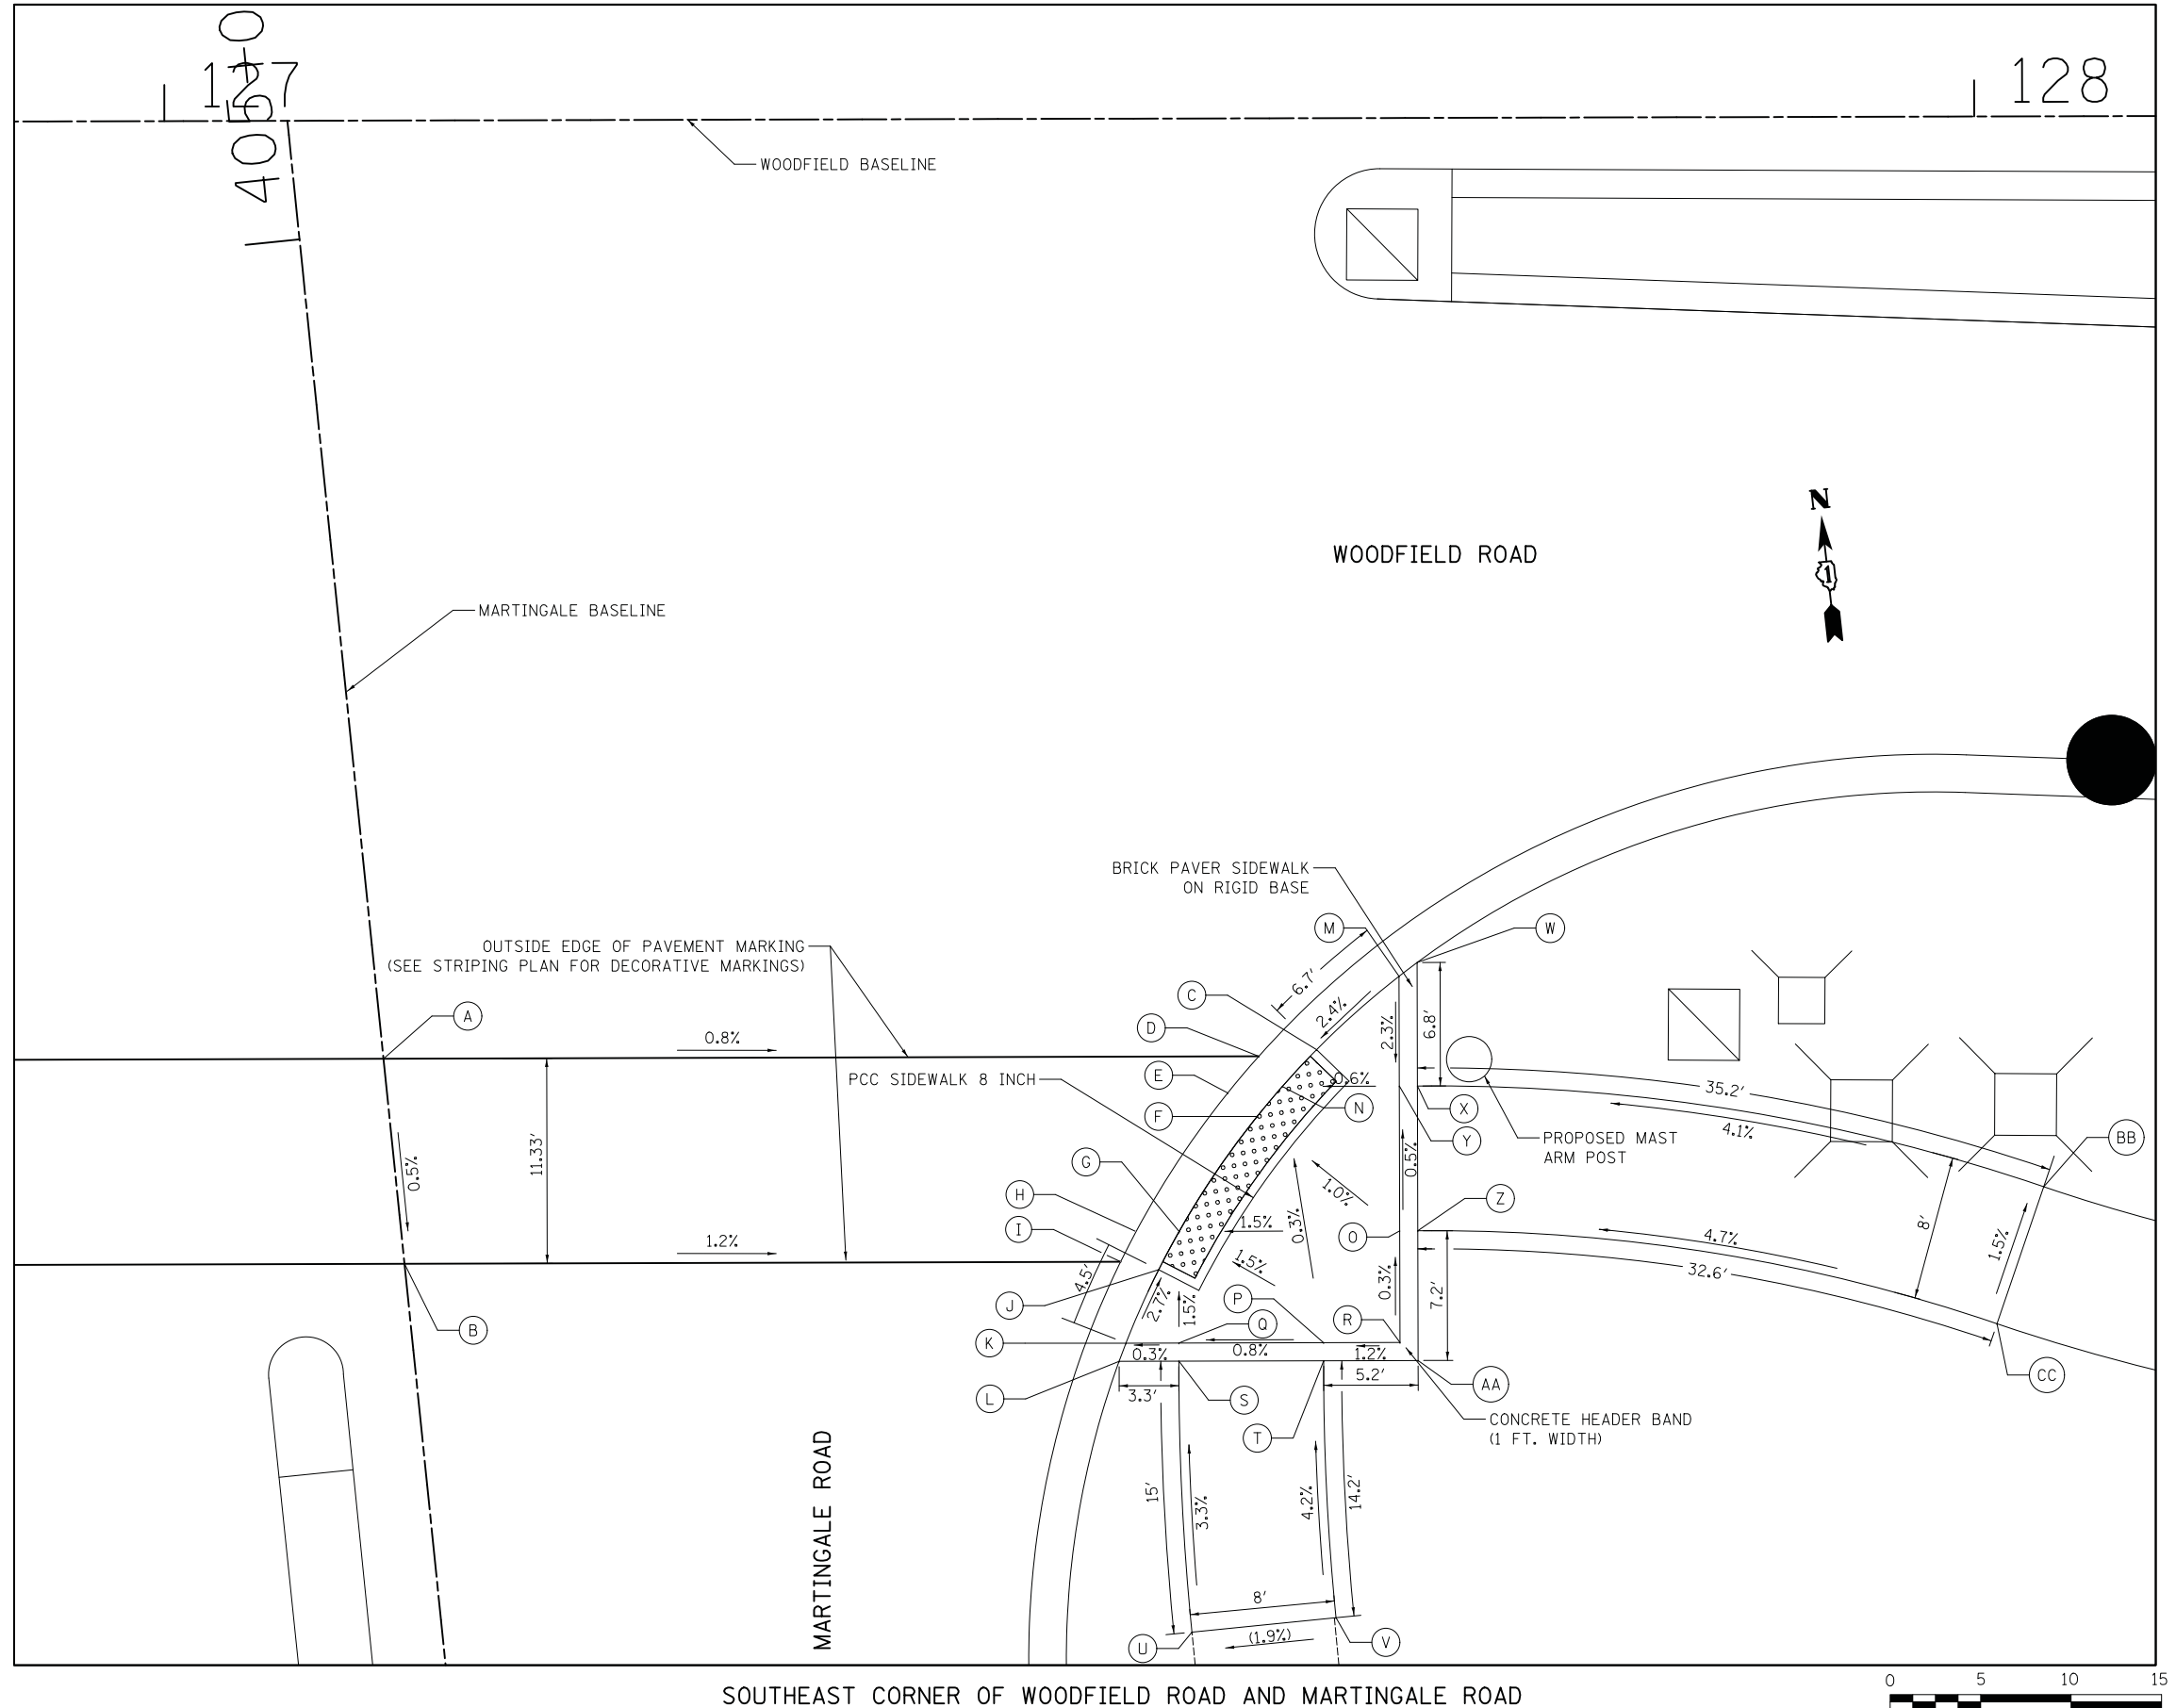 127
128
140+50
WOODFIELD BASELINE
N
1
WOODFIELD ROAD
MARTINGALE BASELINE
BRICK PAVER SIDEWALK
ON RIGID BASE
M
W
OUTSIDE EDGE OF PAVEMENT MARKING
(SEE STRIPING PLAN FOR DECORATIVE MARKINGS)
6.7'
C
2.4%
A
D
2.3%
6.8'
0.8%
E
PCC SIDEWALK 8 INCH
0.6%
35.2'
F
N
X
4.1%
Y
PROPOSED MAST
ARM POST
BB
11.33'
0.5%
G
0.5%
H
1.0%
Z
I
1.5%
0.3%
O
8'
1.2%
4.7%
1.5%
4.5'
1.5%
0.3%
32.6'
J
2.7%
1.5%
P
7.2'
B
Q
R
K
0.3%
0.8%
1.2%
5.2'
L
3.3'
S
AA
CC
T
CONCRETE HEADER BAND
(1 FT. WIDTH)
MARTINGALE ROAD
15'
3.3%
4.2%
14.2'
8'
U
(1.9%)
V
SOUTHEAST CORNER OF WOODFIELD ROAD AND MARTINGALE ROAD
0 5 10 15